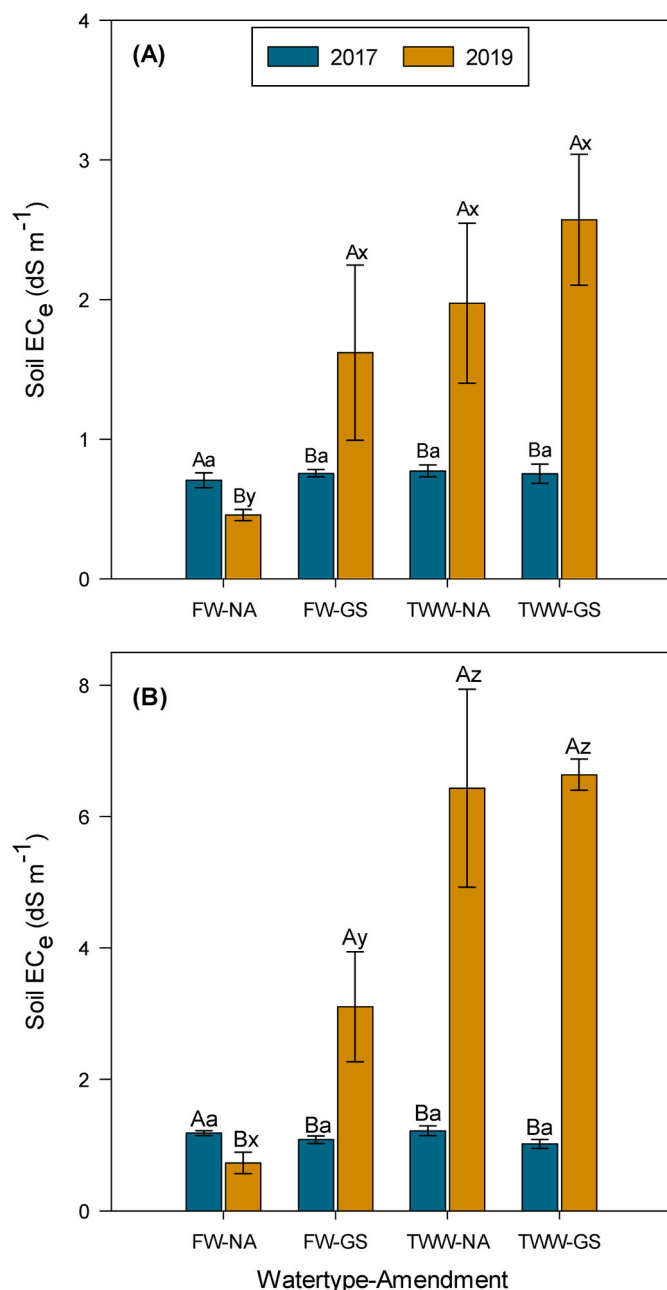 4
(A)
2017
2019
3
Ax
Ax
Ax
2
Soil ECe (dS m-1)
1
Aa
By
Ba
Ba
Ba
0
FW-NA
FW-GS
TWW-NA
TWW-GS
(B)
8
Az
Az
6
Soil ECe (dS m-1)
4
Ay
2
Aa
Bx
Ba
Ba
Ba
0
FW-NA
FW-GS
TWW-NA
TWW-GS
Watertype-Amendment